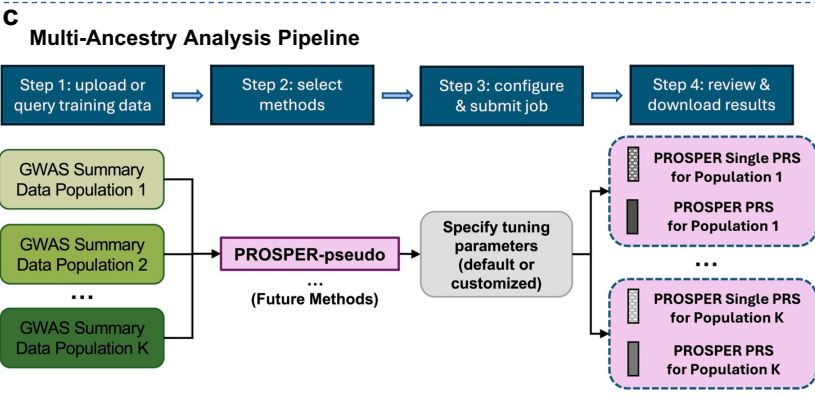 c
Multi-Ancestry Analysis Pipeline
Step 1: upload or
query training data
Step 2: select
methods
Step 3: configure
& submit job
Step 4: review &
download results
GWAS Summary
Data Population 1
GWAS Summary
Data Population 2
...
GWAS Summary
Data Population K
PROSPER-pseudo
...
(Future Methods)
Specify tuning
parameters
(default or
customized)
PROSPER Single PRS
for Population 1
PROSPER PRS
for Population 1
...
PROSPER Single PRS
for Population K
PROSPER PRS
for Population K